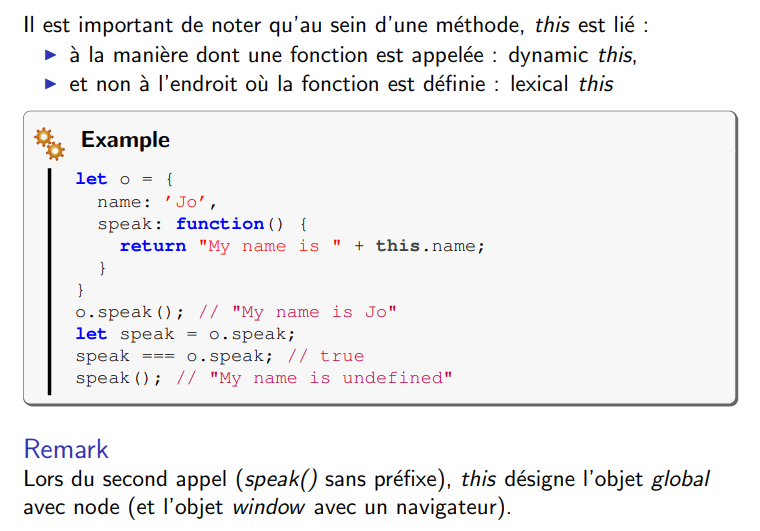 Il est important de noter qu'au sein d'une méthode, this est lié :
▶ à la manière dont une fonction est appelée : dynamic this,
▶ et non à l'endroit où la fonction est définie : lexical this
Example
let o = {
  name: 'Jo',
  speak: function() {
    return "My name is " + this.name;
  }
}
o.speak(); // "My name is Jo"
let speak = o.speak;
speak === o.speak; // true
speak(); // "My name is undefined"
Remark
Lors du second appel (speak() sans préfixe), this désigne l'objet global
avec node (et l'objet window avec un navigateur).